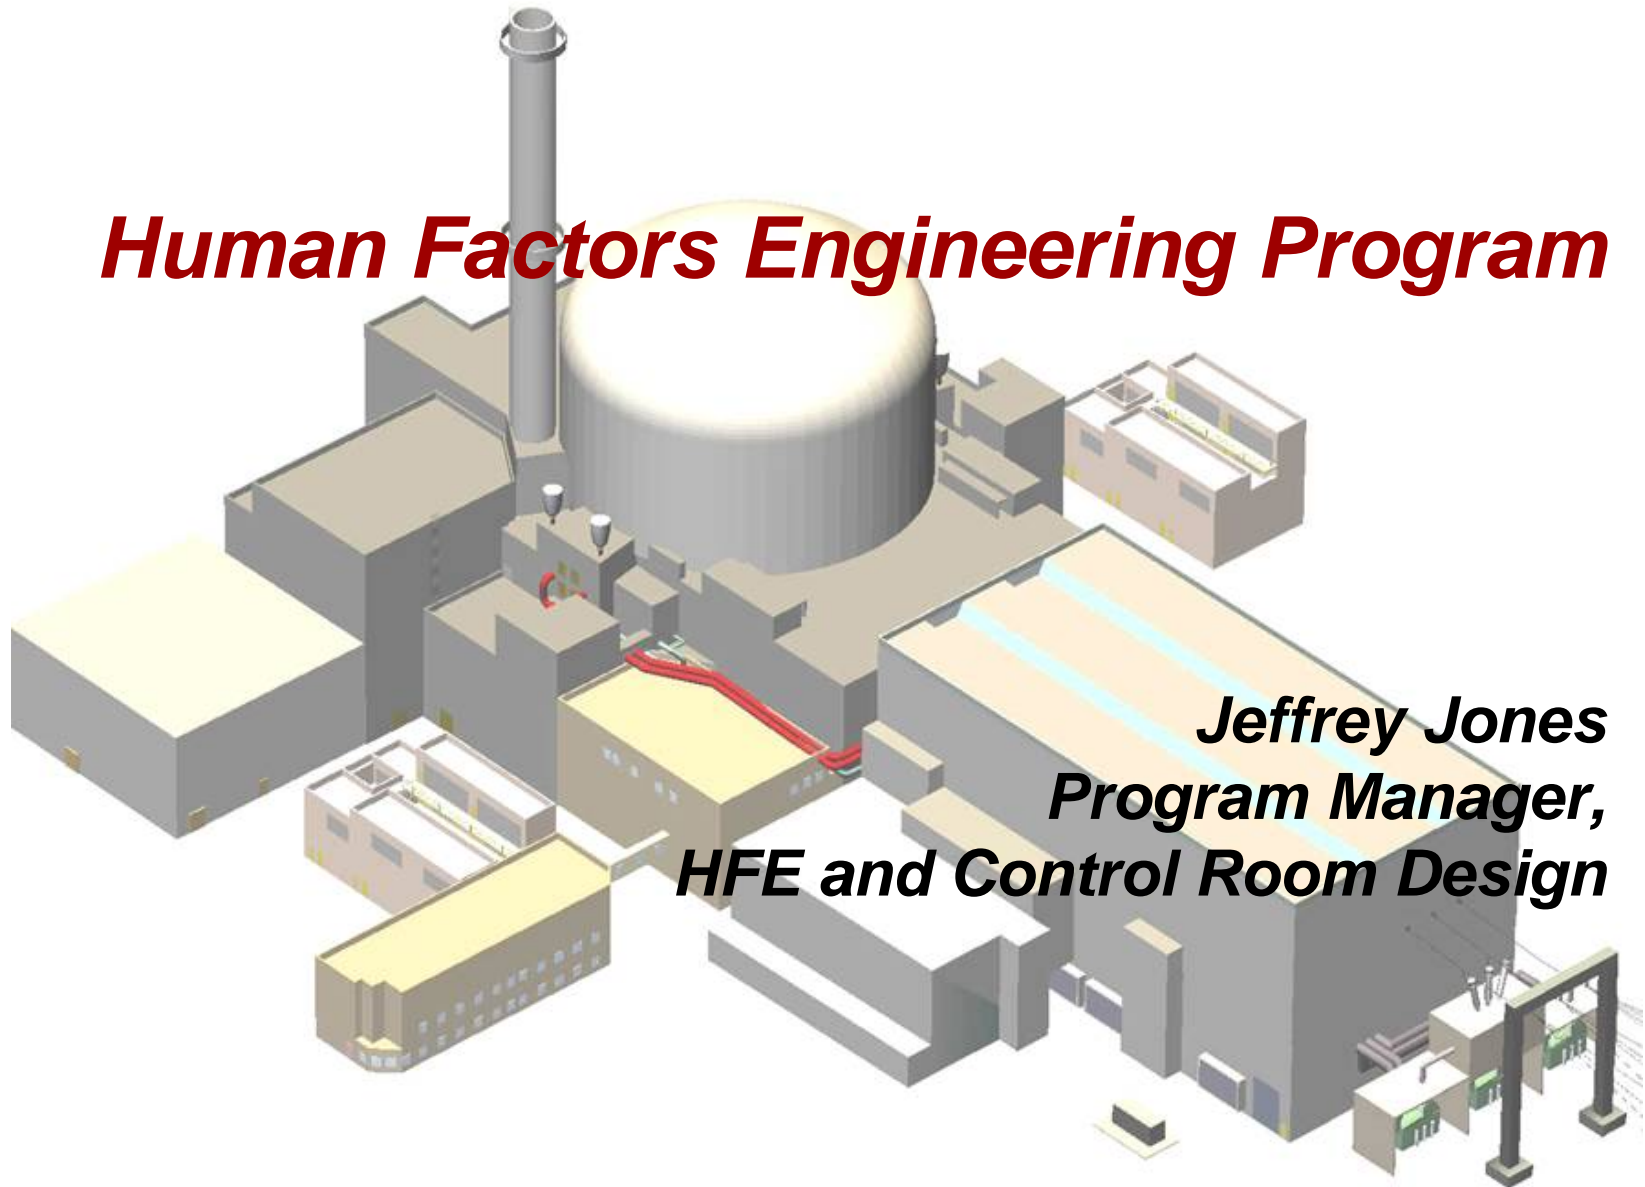 Human Factors Engineering Program
Jeffrey Jones
Program Manager,
HFE and Control Room Design